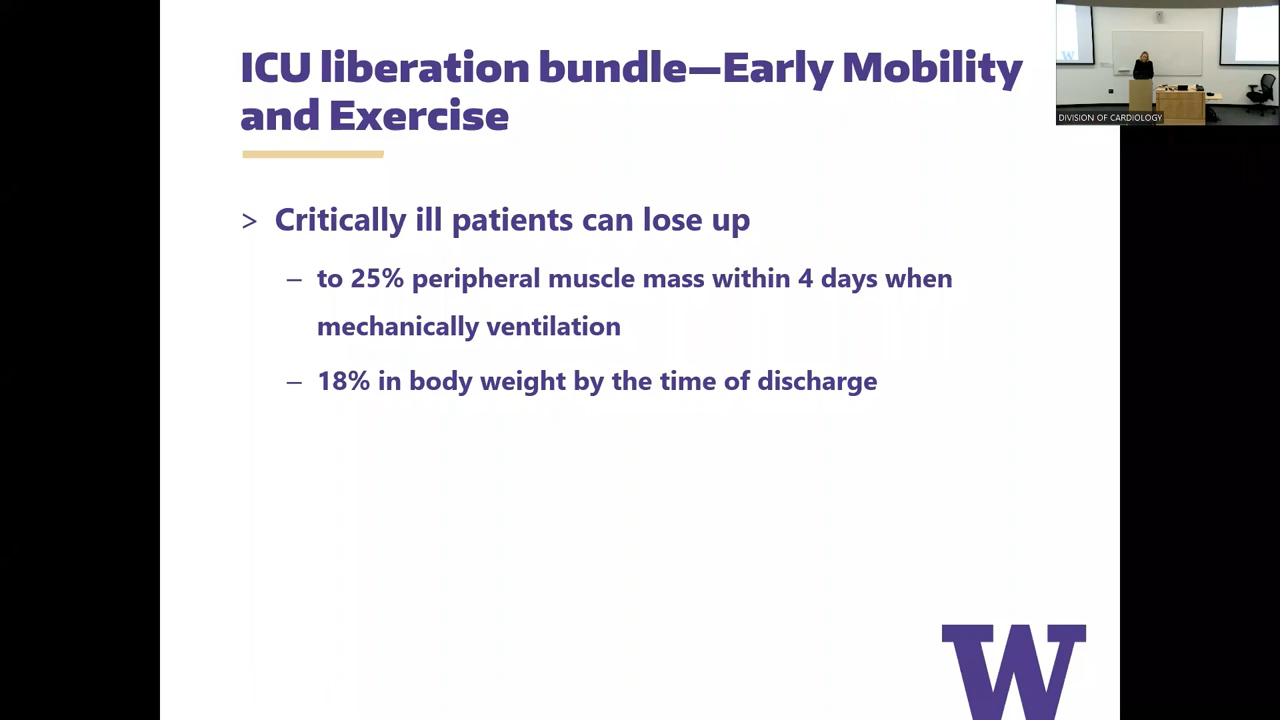 ICU liberation bundle—Early Mobility
and Exercise
> Critically ill patients can lose up
– to 25% peripheral muscle mass within 4 days when
mechanically ventilation
– 18% in body weight by the time of discharge
W
DIVISION OF CARDIOLOGY